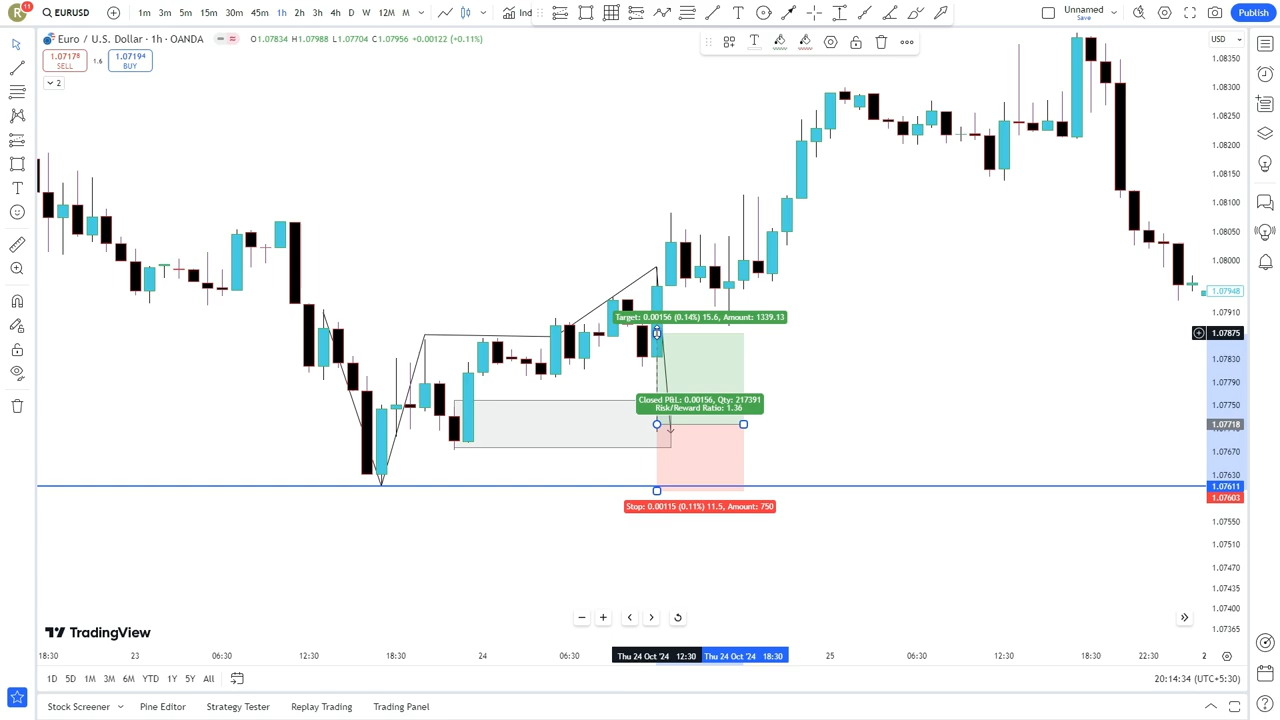 R
11
EURUSD
1m 3m 5m 15m 30m 45m 1h 2h 3h 4h D W 12M M
Ind
Unnamed
Save
Publish
Euro / U.S. Dollar · 1h · OANDA
O1.07834 H1.07988 L1.07704 C1.07956 +0.00122 (+0.11%)
1.07178
SELL
1.6
1.07194
BUY
2
T
USD
1.08350
1.08300
1.08250
1.08200
1.08150
1.08100
1.08050
1.08000
1.07948
1.07910
1.07875
1.07830
1.07790
1.07750
1.07718
1.07670
1.07630
1.07611
1.07603
1.07550
1.07510
1.07470
1.07435
1.07400
1.07365
Target: 0.00156 (0.14%) 15.6, Amount: 1339.13
Closed P&L: 0.00156, Qty: 217391
Risk/Reward Ratio: 1.36
Stop: 0.00115 (0.11%) 11.5, Amount: 750
TradingView
18:30 23 06:30 12:30 18:30 24 06:30 Thu 24 Oct '24 12:30 Thu 24 Oct '24 18:30 25 06:30 12:30 18:30 22:30 2
1D 5D 1M 3M 6M YTD 1Y 5Y All
20:14:34 (UTC+5:30)
Stock Screener Pine Editor Strategy Tester Replay Trading Trading Panel